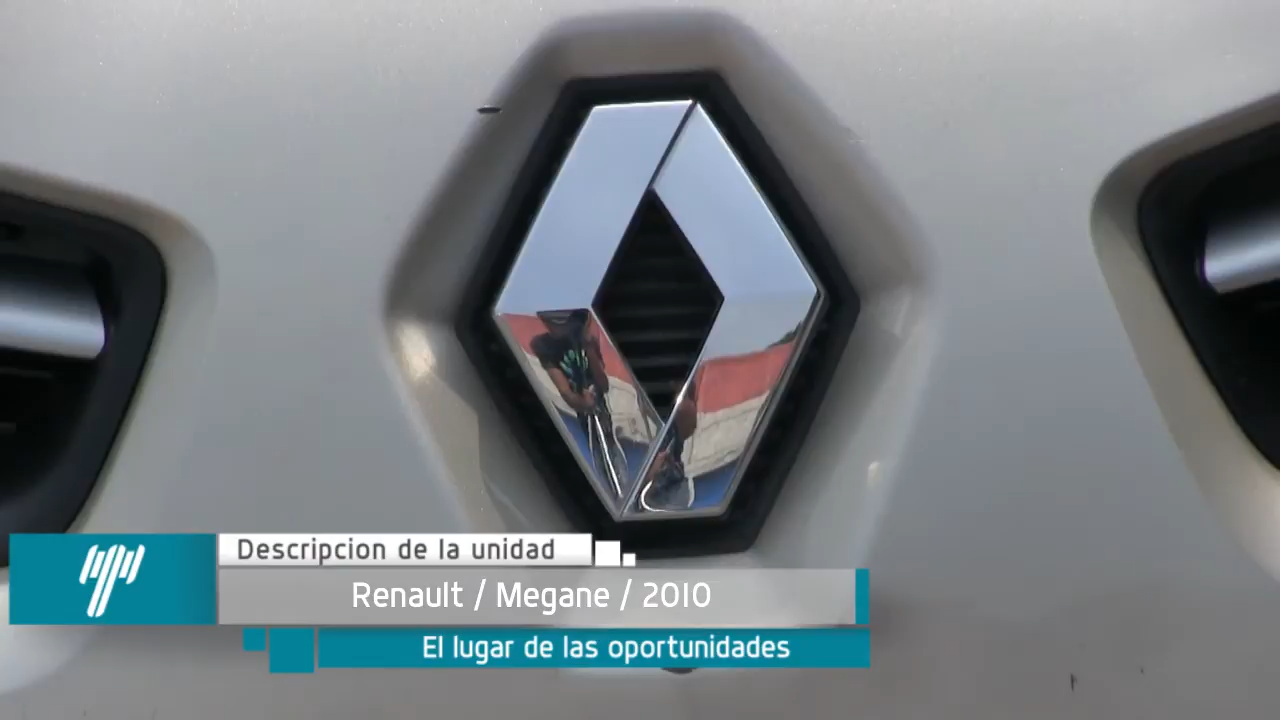 Descripcion de la unidad
Renault / Megane / 2010
El lugar de las oportunidades